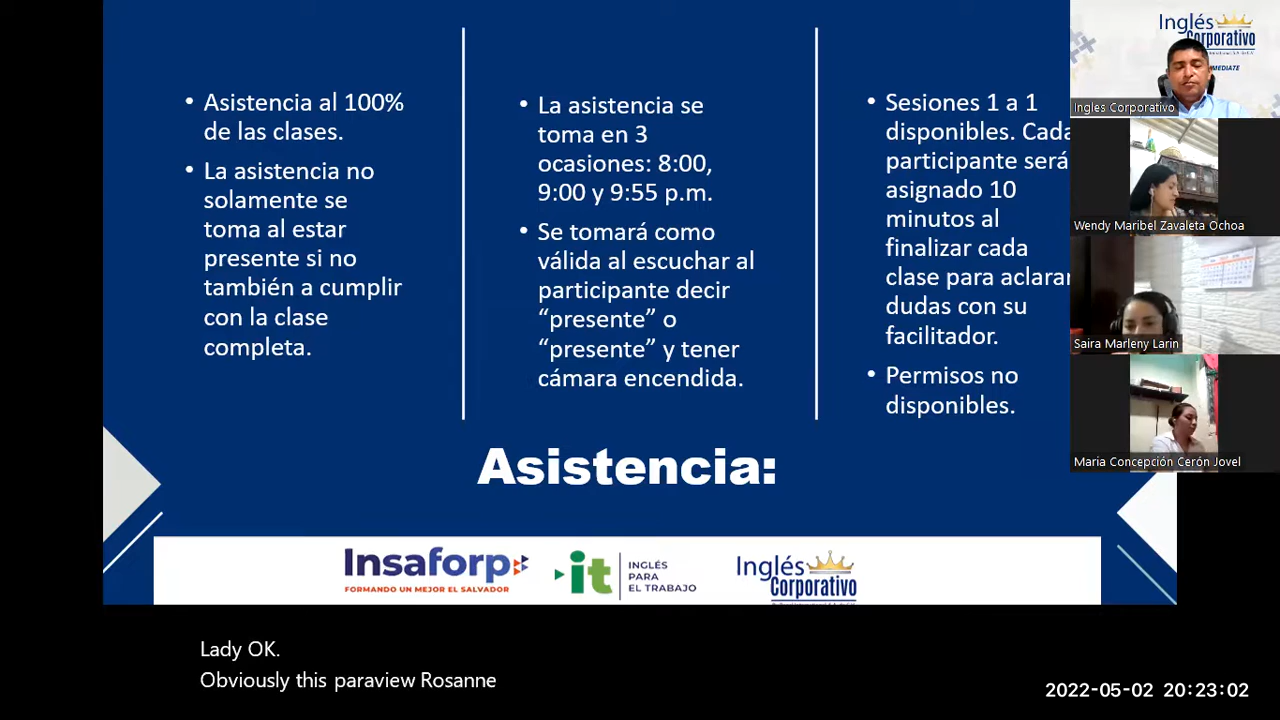 • Asistencia al 100%
de las clases.
• La asistencia no
solamente se
toma al estar
presente si no
también a cumplir
con la clase
completa.
• La asistencia se
toma en 3
ocasiones: 8:00,
9:00 y 9:55 p.m.
• Se tomará como
válida al escuchar al
participante decir
“presente” o
“presente” y tener
cámara encendida.
• Sesiones 1 a 1
disponibles. Cada
participante será
asignado 10
minutos al
finalizar cada
clase para aclarar
dudas con su
facilitador.
• Permisos no
disponibles.
Asistencia:
Insaforp
FORMANDO UN MEJOR EL SALVADOR
it
INGLÉS
PARA
EL TRABAJO
Inglés
Corporativo
Inglés
Corporativo
Ingles Corporativo
Wendy Maribel Zavaleta Ochoa
Saira Marleny Larin
Maria Concepción Cerón Jovel
Lady OK.
Obviously this paraview Rosanne
2022-05-02 20:23:02